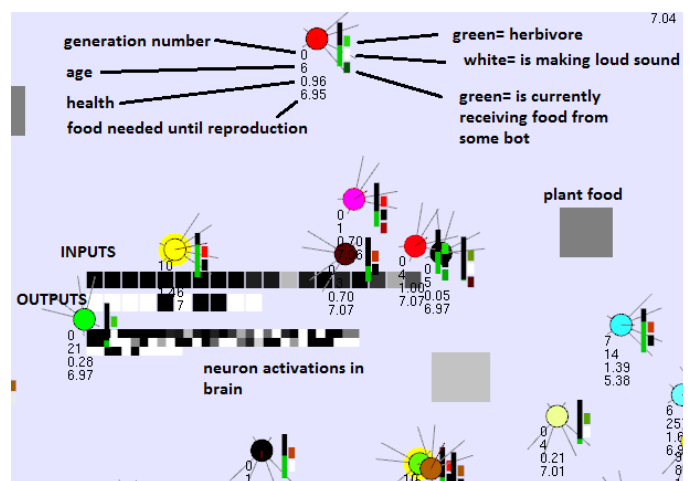 7.04
generation number
green= herbivore
white= is making loud sound
0
6
0.96
6.95
age
health
green= is currently
receiving food from
some bot
food needed until reproduction
plant food
0
1
INPUTS
10
0.70
7.07
0
4
1.00
7.07
0
0.05
6.97
OUTPUTS
7
0
21
0.28
6.97
neuron activations in
brain
7
14
1.39
5.38
6
0
4
0.21
7.01
0
10